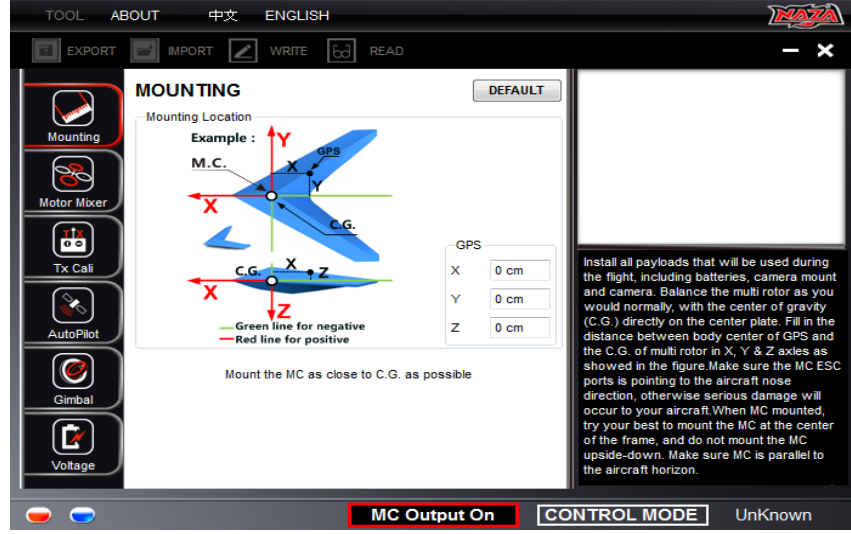 TOOL ABOUT 中文 ENGLISH
NAZA
EXPORT IMPORT WRITE READ
Mounting
Motor Mixer
TX
Tx Cali
AutoPilot
Gimbal
Voltage
MOUNTING
DEFAULT
Mounting Location
Example :
Y
GPS
M.C.
X
Y
X
C.G.
C.G.
X
Z
X
Z
Green line for negative
Red line for positive
GPS
X 0 cm
Y 0 cm
Z 0 cm
Mount the MC as close to C.G. as possible
Install all payloads that will be used during
the flight, including batteries, camera mount
and camera. Balance the multi rotor as you
would normally, with the center of gravity
(C.G.) directly on the center plate. Fill in the
distance between body center of GPS and
the C.G. of multi rotor in X, Y & Z axles as
showed in the figure.Make sure the MC ESC
ports is pointing to the aircraft nose
direction, otherwise serious damage will
occur to your aircraft.When MC mounted,
try your best to mount the MC at the center
of the frame, and do not mount the MC
upside-down. Make sure MC is parallel to
the aircraft horizon.
MC Output On
CONTROL MODE
UnKnown